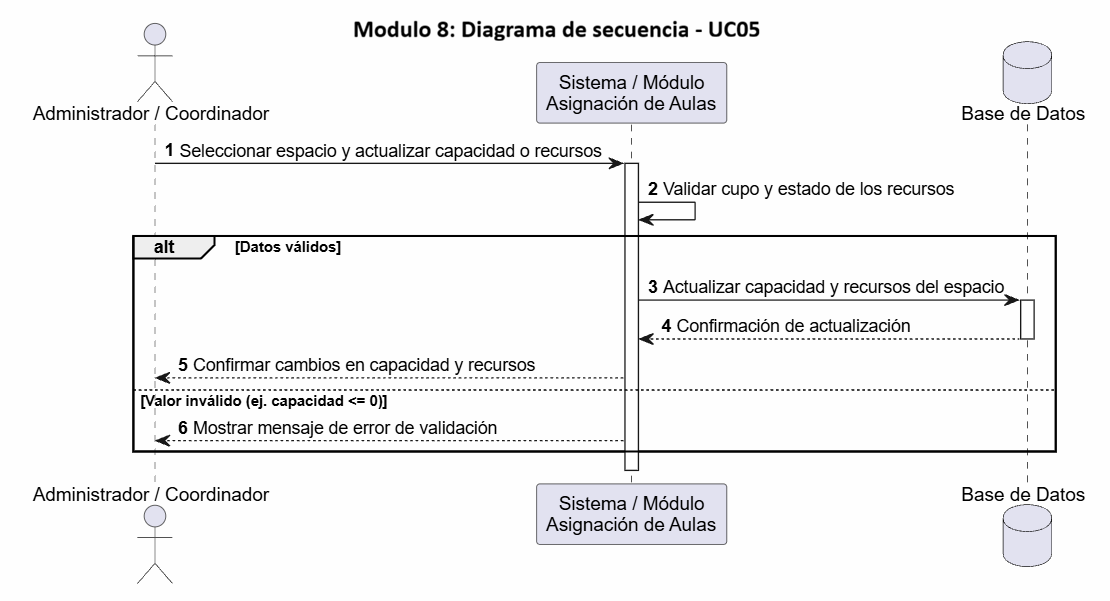 Modulo 8: Diagrama de secuencia - UC05
Administrador / Coordinador
Sistema / Módulo
Asignación de Aulas
Base de Datos
1 Seleccionar espacio y actualizar capacidad o recursos
2 Validar cupo y estado de los recursos
alt [Datos válidos]
3 Actualizar capacidad y recursos del espacio
4 Confirmación de actualización
5 Confirmar cambios en capacidad y recursos
[Valor inválido (ej. capacidad <= 0)]
6 Mostrar mensaje de error de validación
Administrador / Coordinador
Sistema / Módulo
Asignación de Aulas
Base de Datos